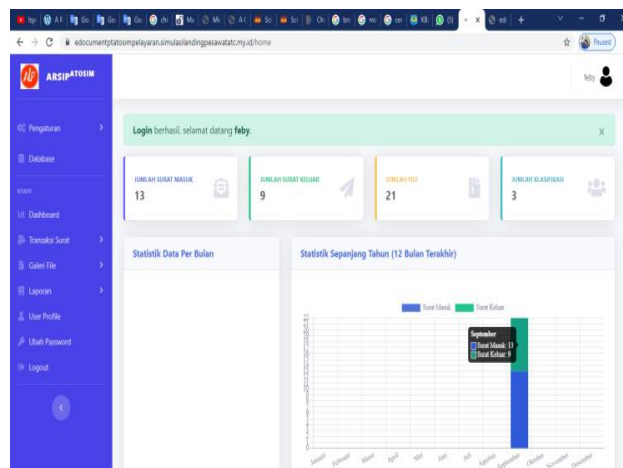 edocumentptatosimpelayaran.simulasilandingpesawatatc.my.id/home
Paused
ARSIP ATOSIM
feby
Pengaturan
Login berhasil, selamat datang feby.
X
Database
STAFF
JUMLAH SURAT MASUK
13
JUMLAH SURAT KELUAR
9
JUMLAH FILE
21
JUMLAH KLASIFIKASI
3
Dashboard
Transaksi Surat
Galeri File
Laporan
User Profile
Ubah Password
Logout
Statistik Data Per Bulan
Statistik Sepanjang Tahun (12 Bulan Terakhir)
Surat Masuk
Surat Keluar
September
Surat Masuk: 13
Surat Keluar: 9
Januari
Februari
Maret
April
Mei
Juni
Juli
Agustus
September
Oktober
November
Desember